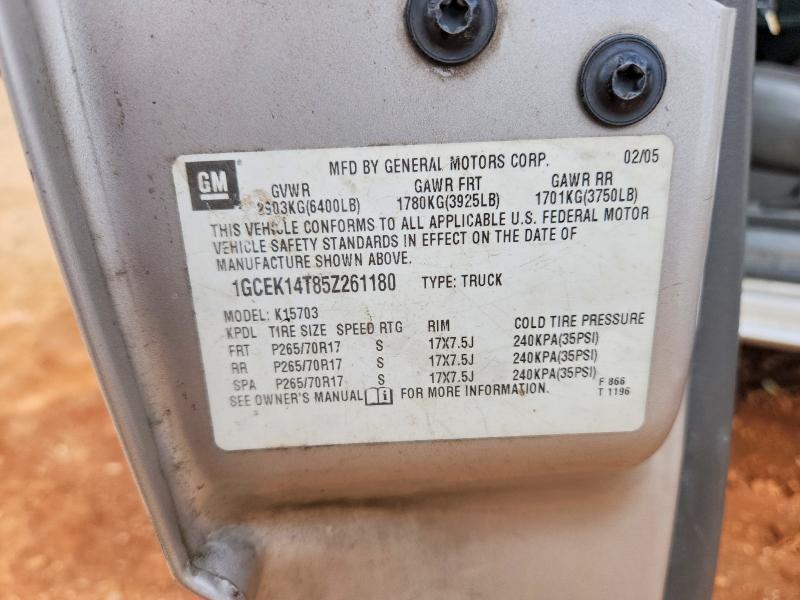 MFD BY GENERAL MOTORS CORP. 02/05
GM
GVWR GAWR FRT GAWR RR
2903KG(6400LB) 1780KG(3925LB) 1701KG(3750LB)
THIS VEHICLE CONFORMS TO ALL APPLICABLE U.S. FEDERAL MOTOR
VEHICLE SAFETY STANDARDS IN EFFECT ON THE DATE OF
MANUFACTURE SHOWN ABOVE.
1GCEK14T85Z261180 TYPE: TRUCK
MODEL: K15703
KPDL TIRE SIZE SPEED RTG RIM COLD TIRE PRESSURE
FRT P265/70R17 S 17X7.5J 240KPA(35PSI)
RR P265/70R17 S 17X7.5J 240KPA(35PSI)
SPA P265/70R17 S 17X7.5J 240KPA(35PSI)
SEE OWNER'S MANUAL FOR MORE INFORMATION.
F 866
T 1196